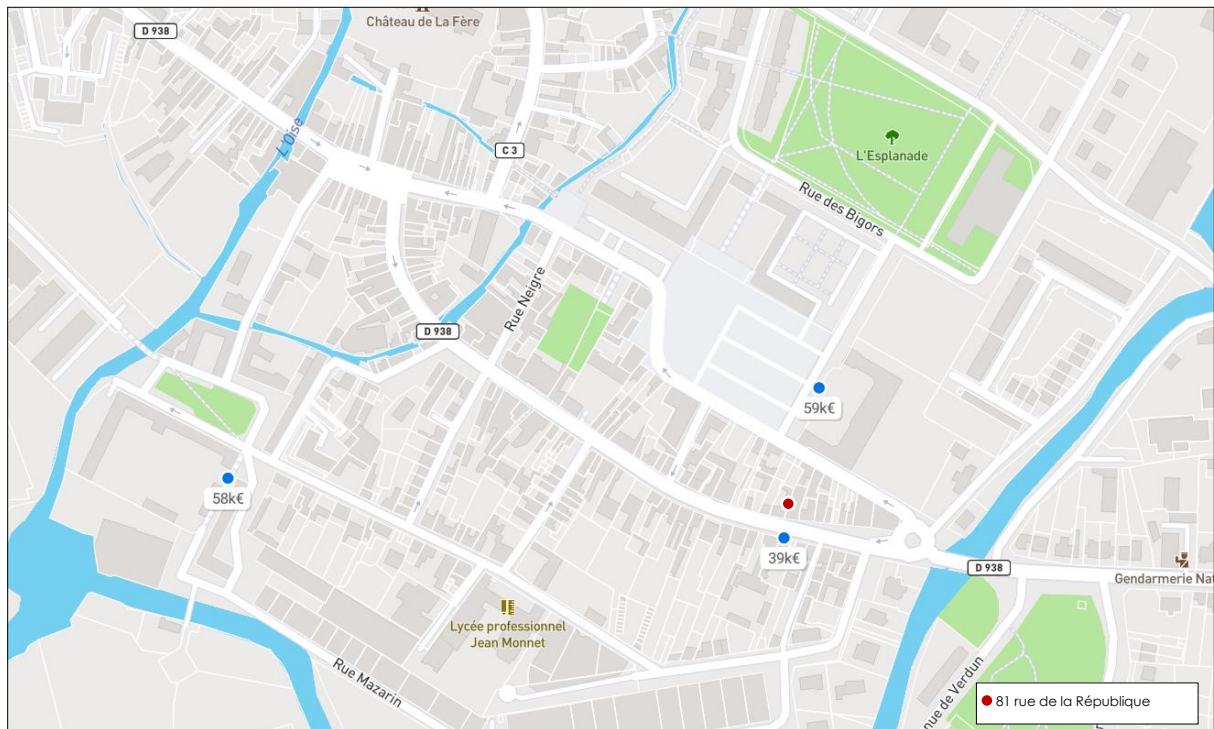 Château de La Fère
D 938
L'Oise
C 3
L'Esplanade
Rue des Bigors
Rue Neigre
D 938
59k€
58k€
39k€
D 938
Gendarmerie Nat
Lycée professionnel
Jean Monnet
Rue Mazarin
nue de Verdun
81 rue de la République